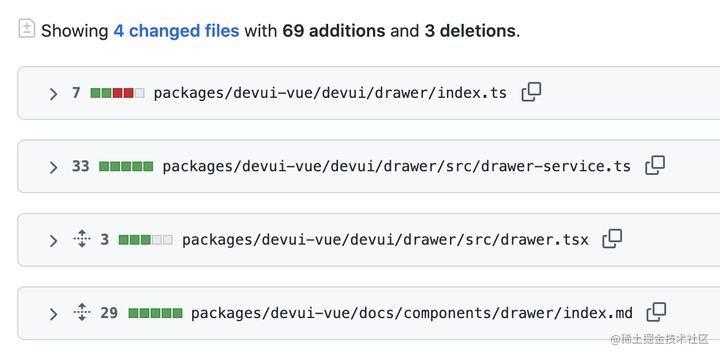 Showing 4 changed files with 69 additions and 3 deletions.
7 packages/devui-vue/devui/drawer/index.ts
33 packages/devui-vue/devui/drawer/src/drawer-service.ts
3 packages/devui-vue/devui/drawer/src/drawer.tsx
29 packages/devui-vue/docs/components/drawer/index.md
@稀土掘金技术社区